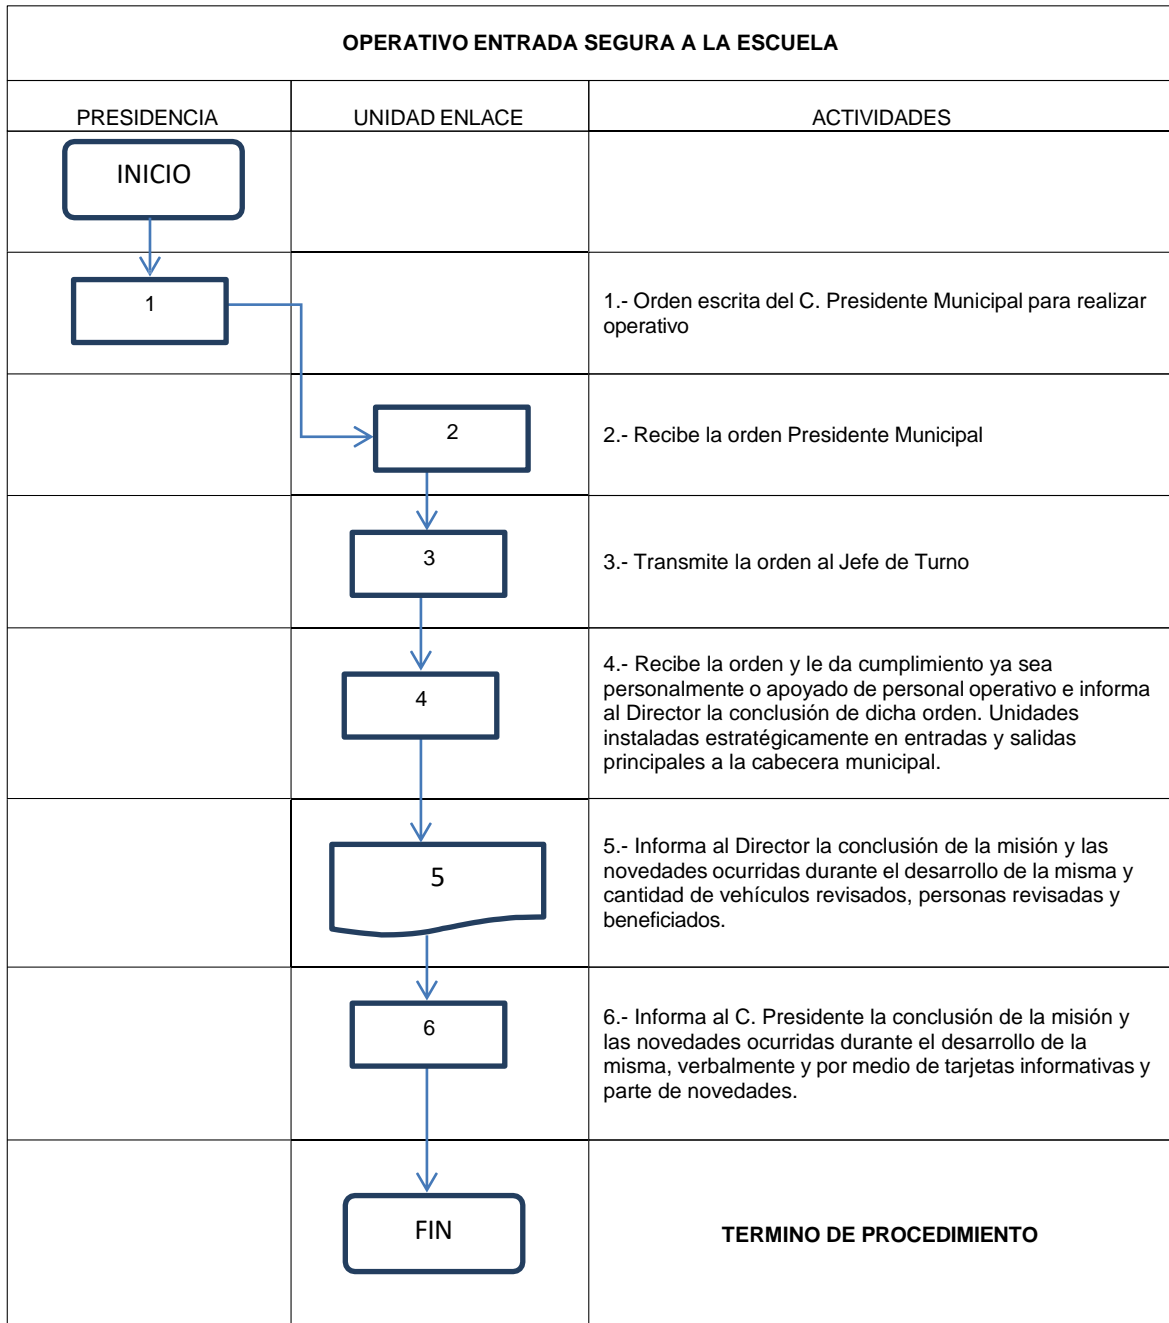 OPERATIVO ENTRADA SEGURA A LA ESCUELA
PRESIDENCIA
UNIDAD ENLACE
ACTIVIDADES
INICIO
1
1.- Orden escrita del C. Presidente Municipal para realizar
operativo
2
2.- Recibe la orden Presidente Municipal
3
3.- Transmite la orden al Jefe de Turno
4
4.- Recibe la orden y le da cumplimiento ya sea
personalmente o apoyado de personal operativo e informa
al Director la conclusión de dicha orden. Unidades
instaladas estratégicamente en entradas y salidas
principales a la cabecera municipal.
5
5.- Informa al Director la conclusión de la misión y las
novedades ocurridas durante el desarrollo de la misma y
cantidad de vehículos revisados, personas revisadas y
beneficiados.
6
6.- Informa al C. Presidente la conclusión de la misión y
las novedades ocurridas durante el desarrollo de la
misma, verbalmente y por medio de tarjetas informativas y
parte de novedades.
FIN
TERMINO DE PROCEDIMIENTO